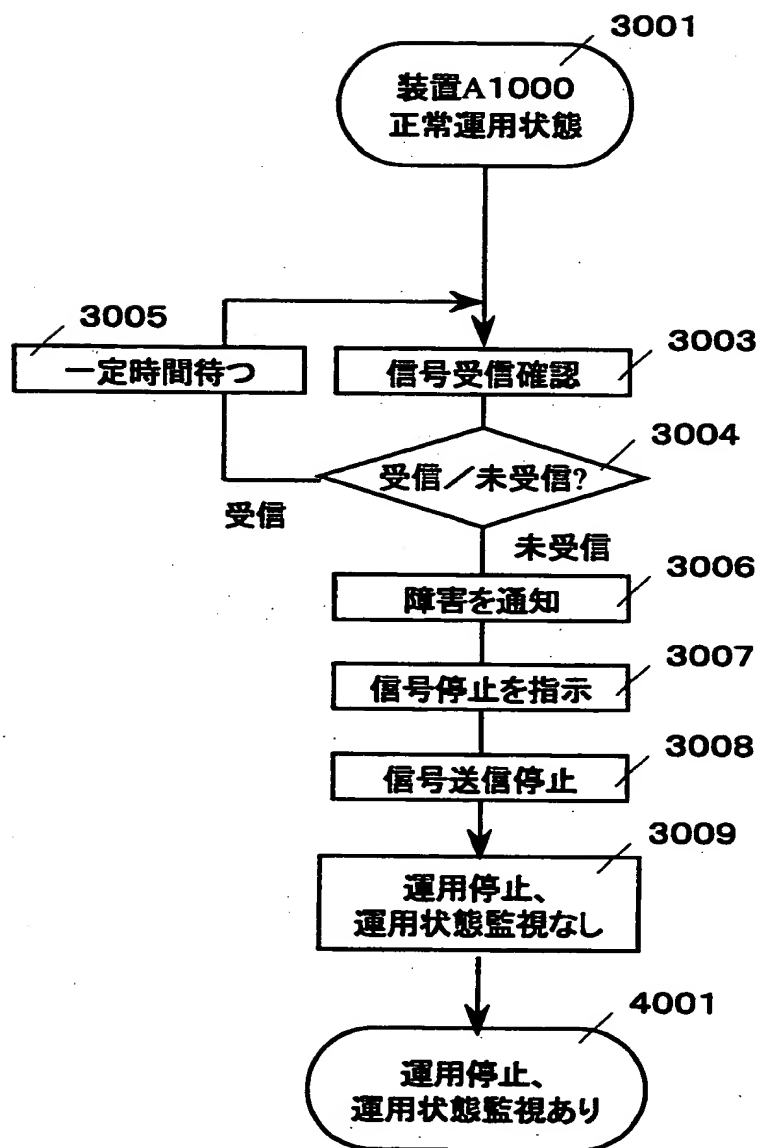 3001
装置A1000
正常運用状態
3005
一定時間待つ
3003
信号受信確認
3004
受信／未受信?
受信
未受信
3006
障害を通知
3007
信号停止を指示
3008
信号送信停止
3009
運用停止、
運用状態監視なし
4001
運用停止、
運用状態監視あり